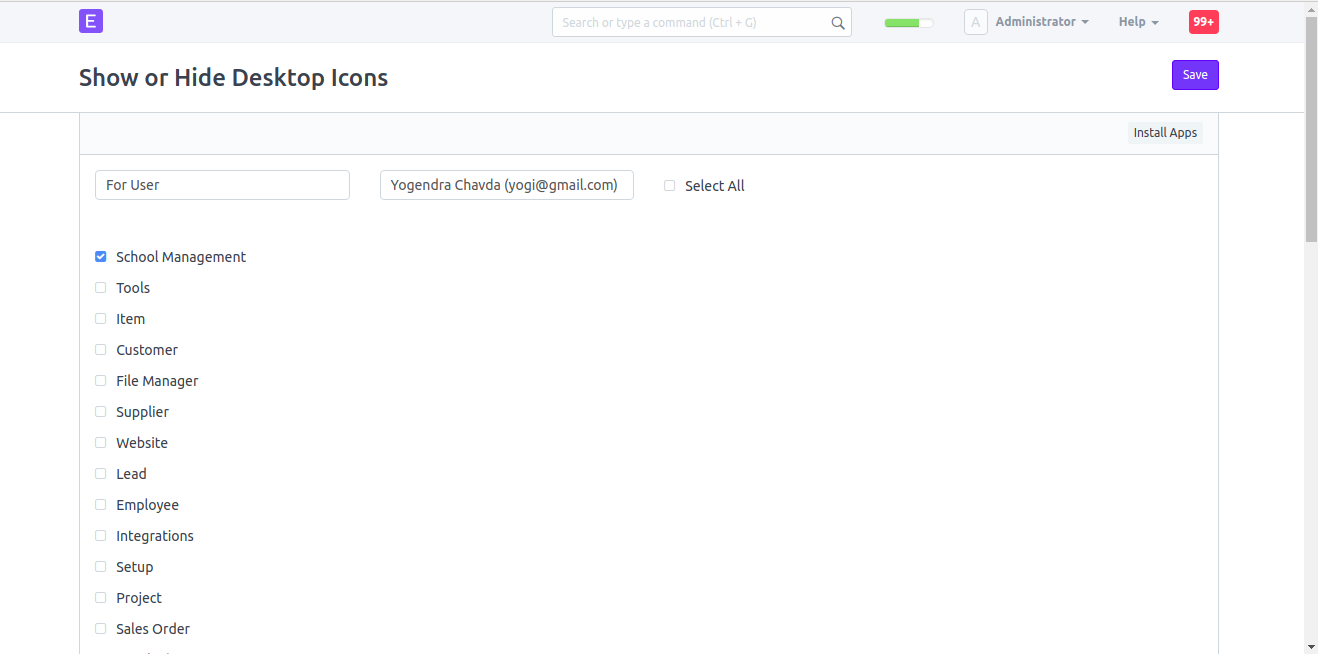 E
Search or type a command (Ctrl + G)
A Administrator Help 99+
Show or Hide Desktop Icons
Save
Install Apps
For User
Yogendra Chavda (yogi@gmail.com)
Select All
School Management
Tools
Item
Customer
File Manager
Supplier
Website
Lead
Employee
Integrations
Setup
Project
Sales Order